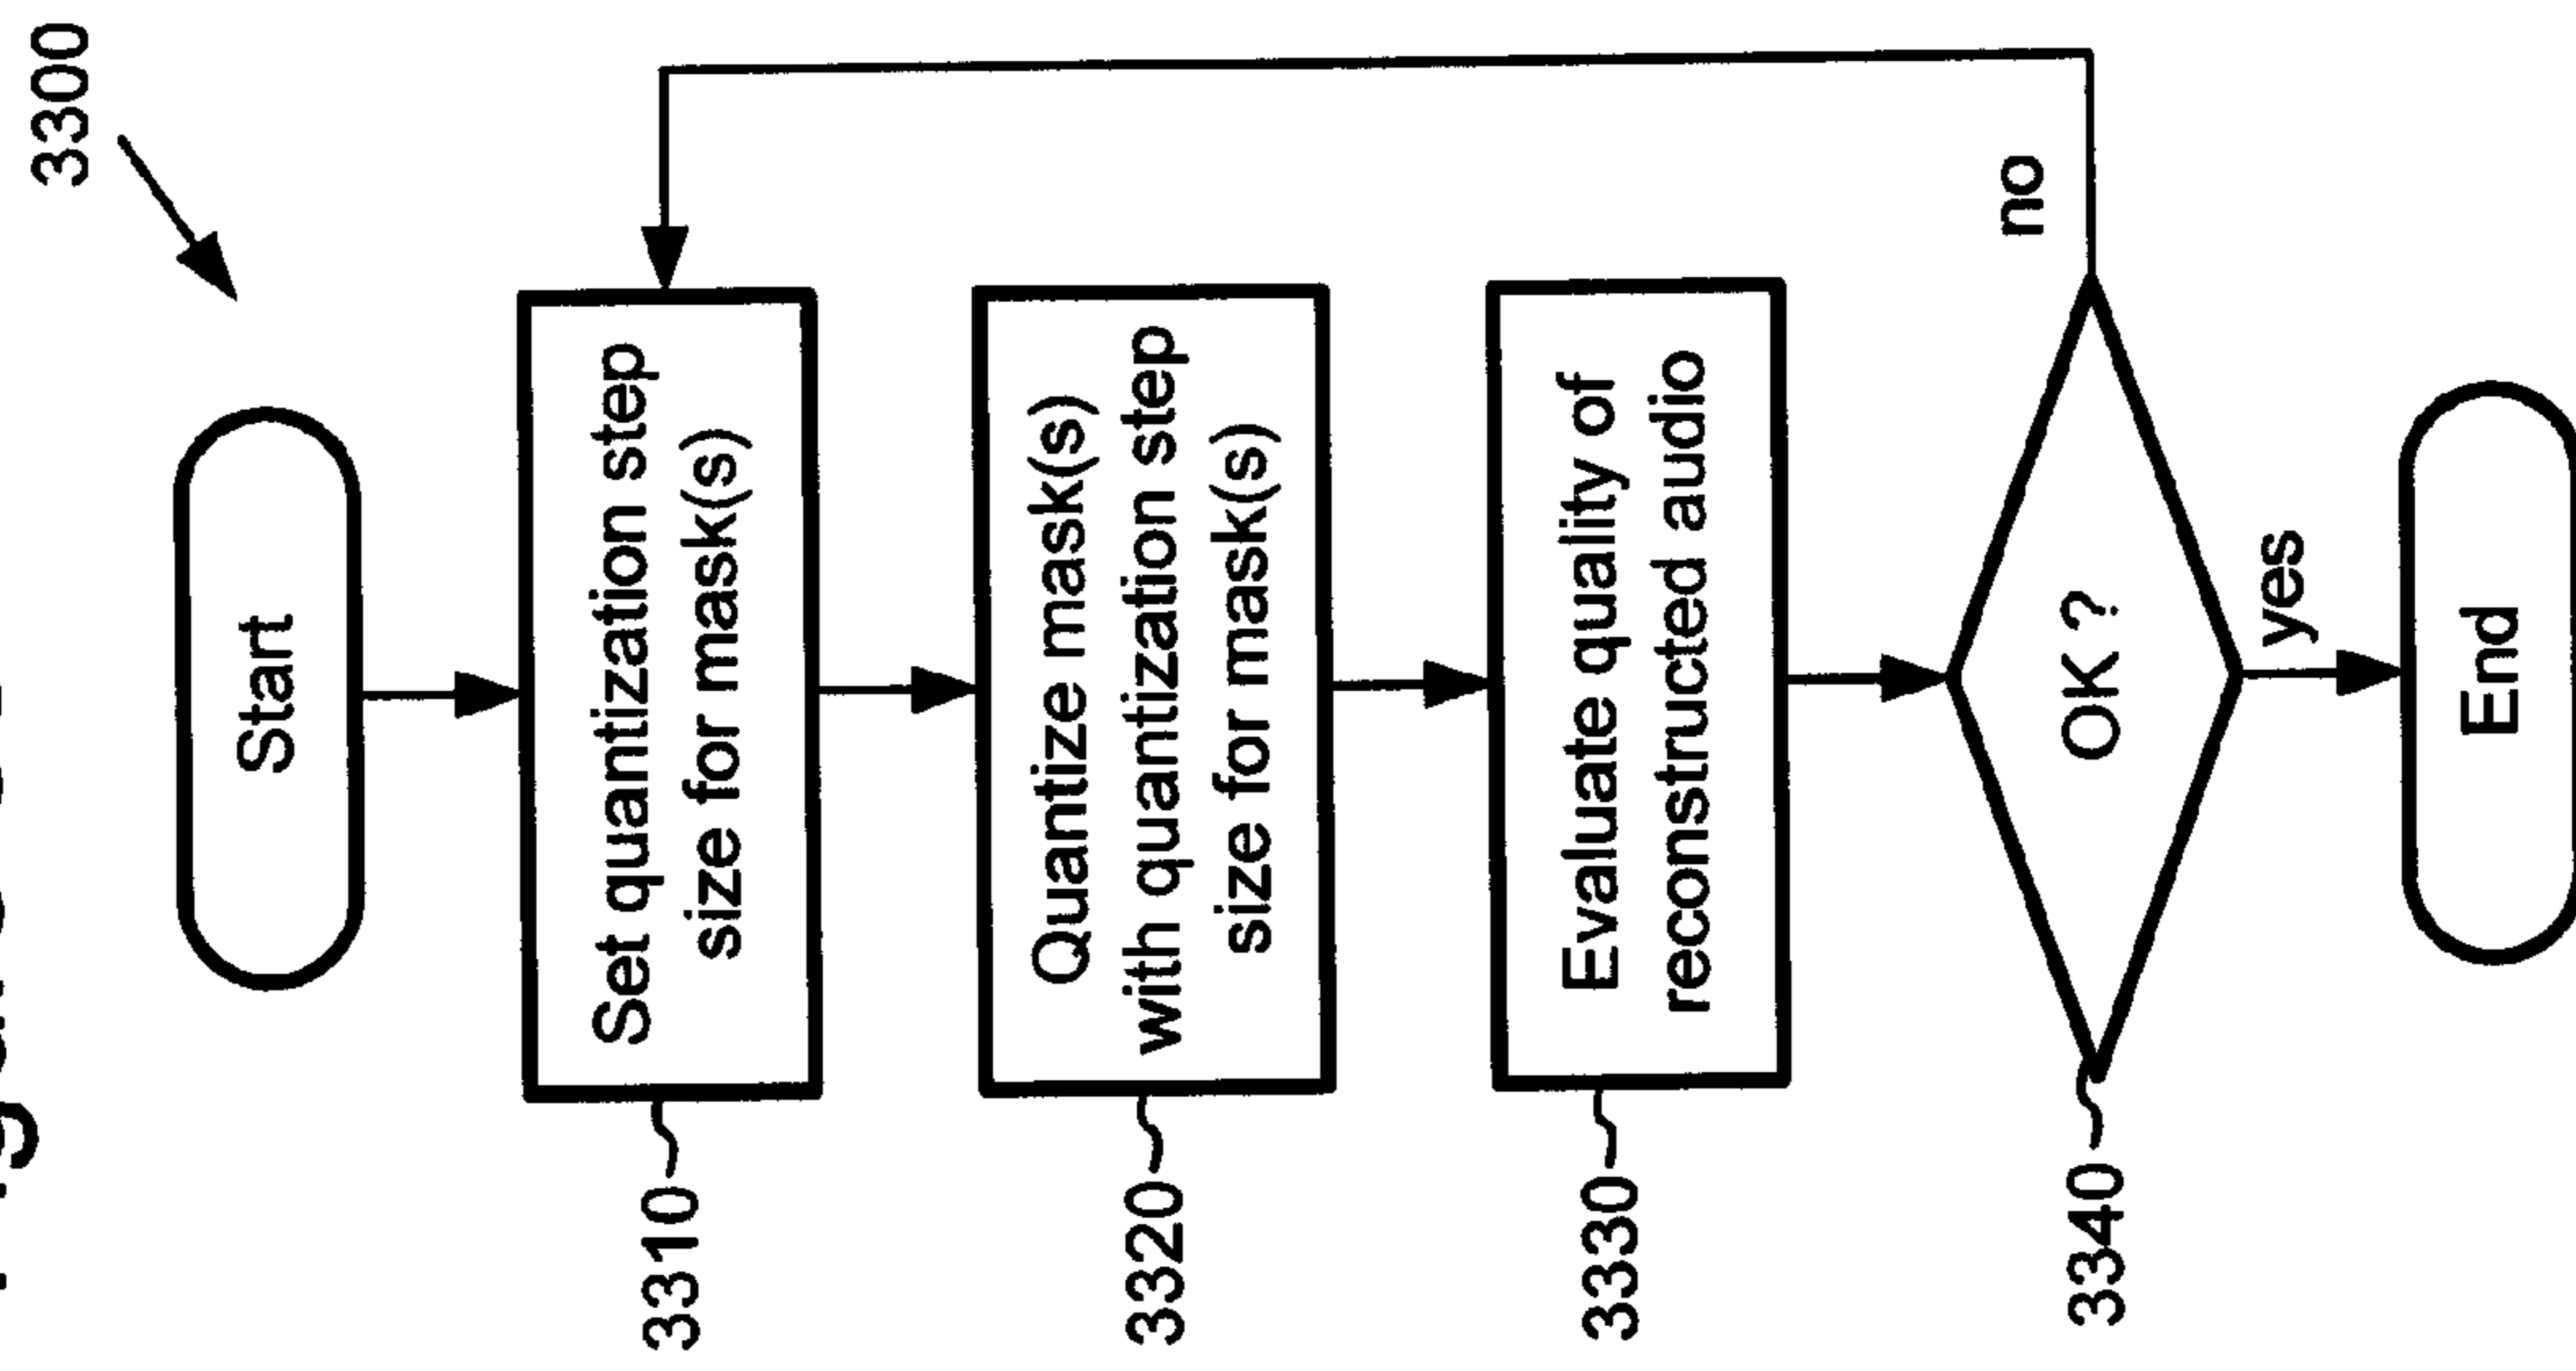 3300
Start
Set quantization step
size for mask(s)
3310
Quantize mask(s)
with quantization step
size for mask(s)
3320
Evaluate quality of
reconstructed audio
3330
OK ?
no
3340
yes
End